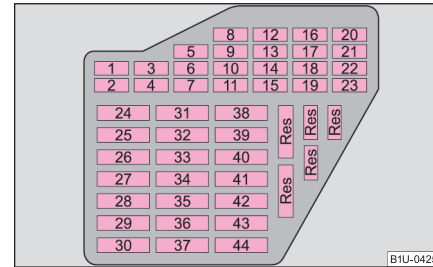 8 12 16 20
5 9 13 17 21
1 3 6 10 14 18 22
2 4 7 11 15 19 23
24 31 38
25 32 39
26 33 40
27 34 41
28 35 42
29 36 43
30 37 44
Res
Res
Res
Res
Res
B1U-0425